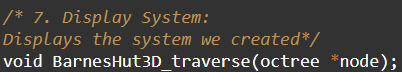 /* 7. Display System:
Displays the system we created*/
void BarnesHut3D_traverse(octree *node);